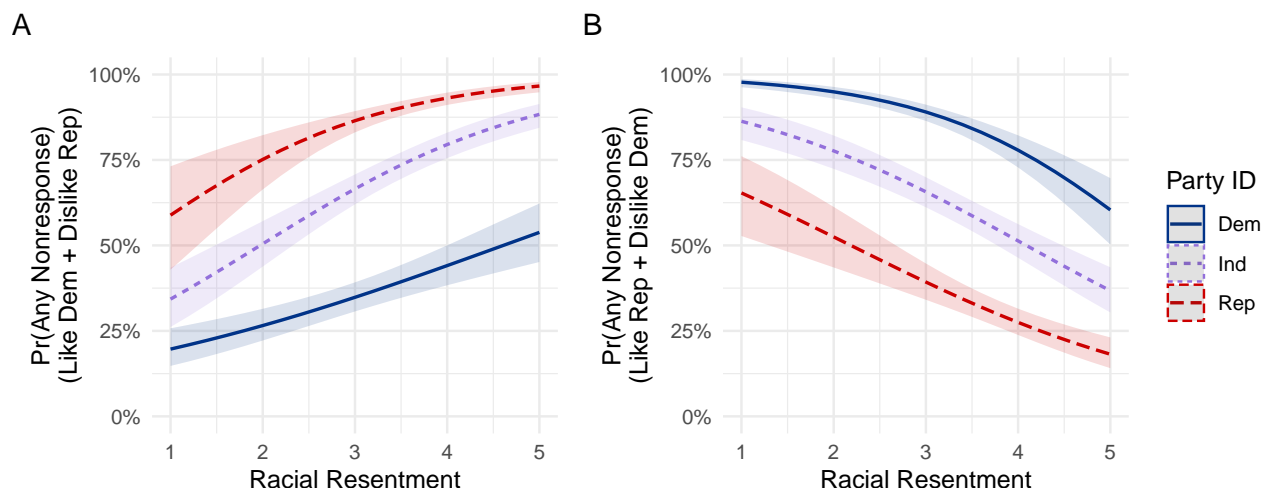 A
Pr(Any Nonresponse)
(Like Dem + Dislike Rep)
100%
75%
50%
25%
0%
1 2 3 4 5
Racial Resentment
B
Pr(Any Nonresponse)
(Like Rep + Dislike Dem)
100%
75%
50%
25%
0%
1 2 3 4 5
Racial Resentment
Party ID
Dem
Ind
Rep